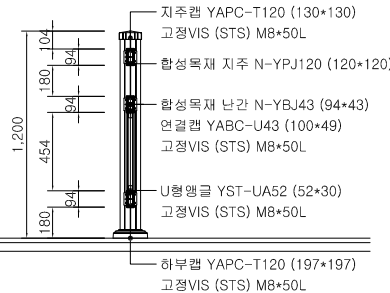 지주캡 YAPC-T120 (130*130)
고정VIS (STS) M8*50L
합성목재 지주 N-YPJ120 (120*120)
합성목재 난간 N-YBJ43 (94*43)
연결캡 YABC-U43 (100*49)
고정VIS (STS) M8*50L
U형앵글 YST-UA52 (52*30)
고정VIS (STS) M8*50L
하부캡 YAPC-T120 (197*197)
고정VIS (STS) M8*50L
104
94
180
94
454
94
180
1,200